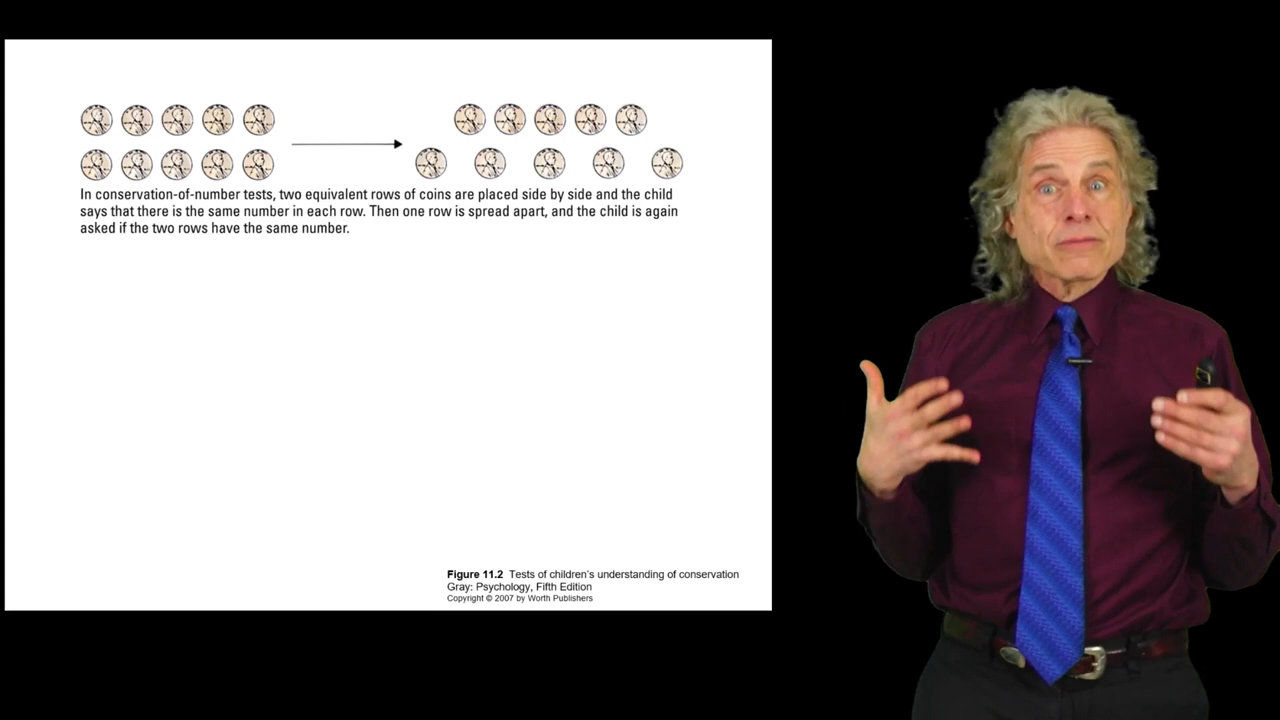 In conservation-of-number tests, two equivalent rows of coins are placed side by side and the child
says that there is the same number in each row. Then one row is spread apart, and the child is again
asked if the two rows have the same number.
Figure 11.2 Tests of children's understanding of conservation
Gray: Psychology, Fifth Edition
Copyright © 2007 by Worth Publishers